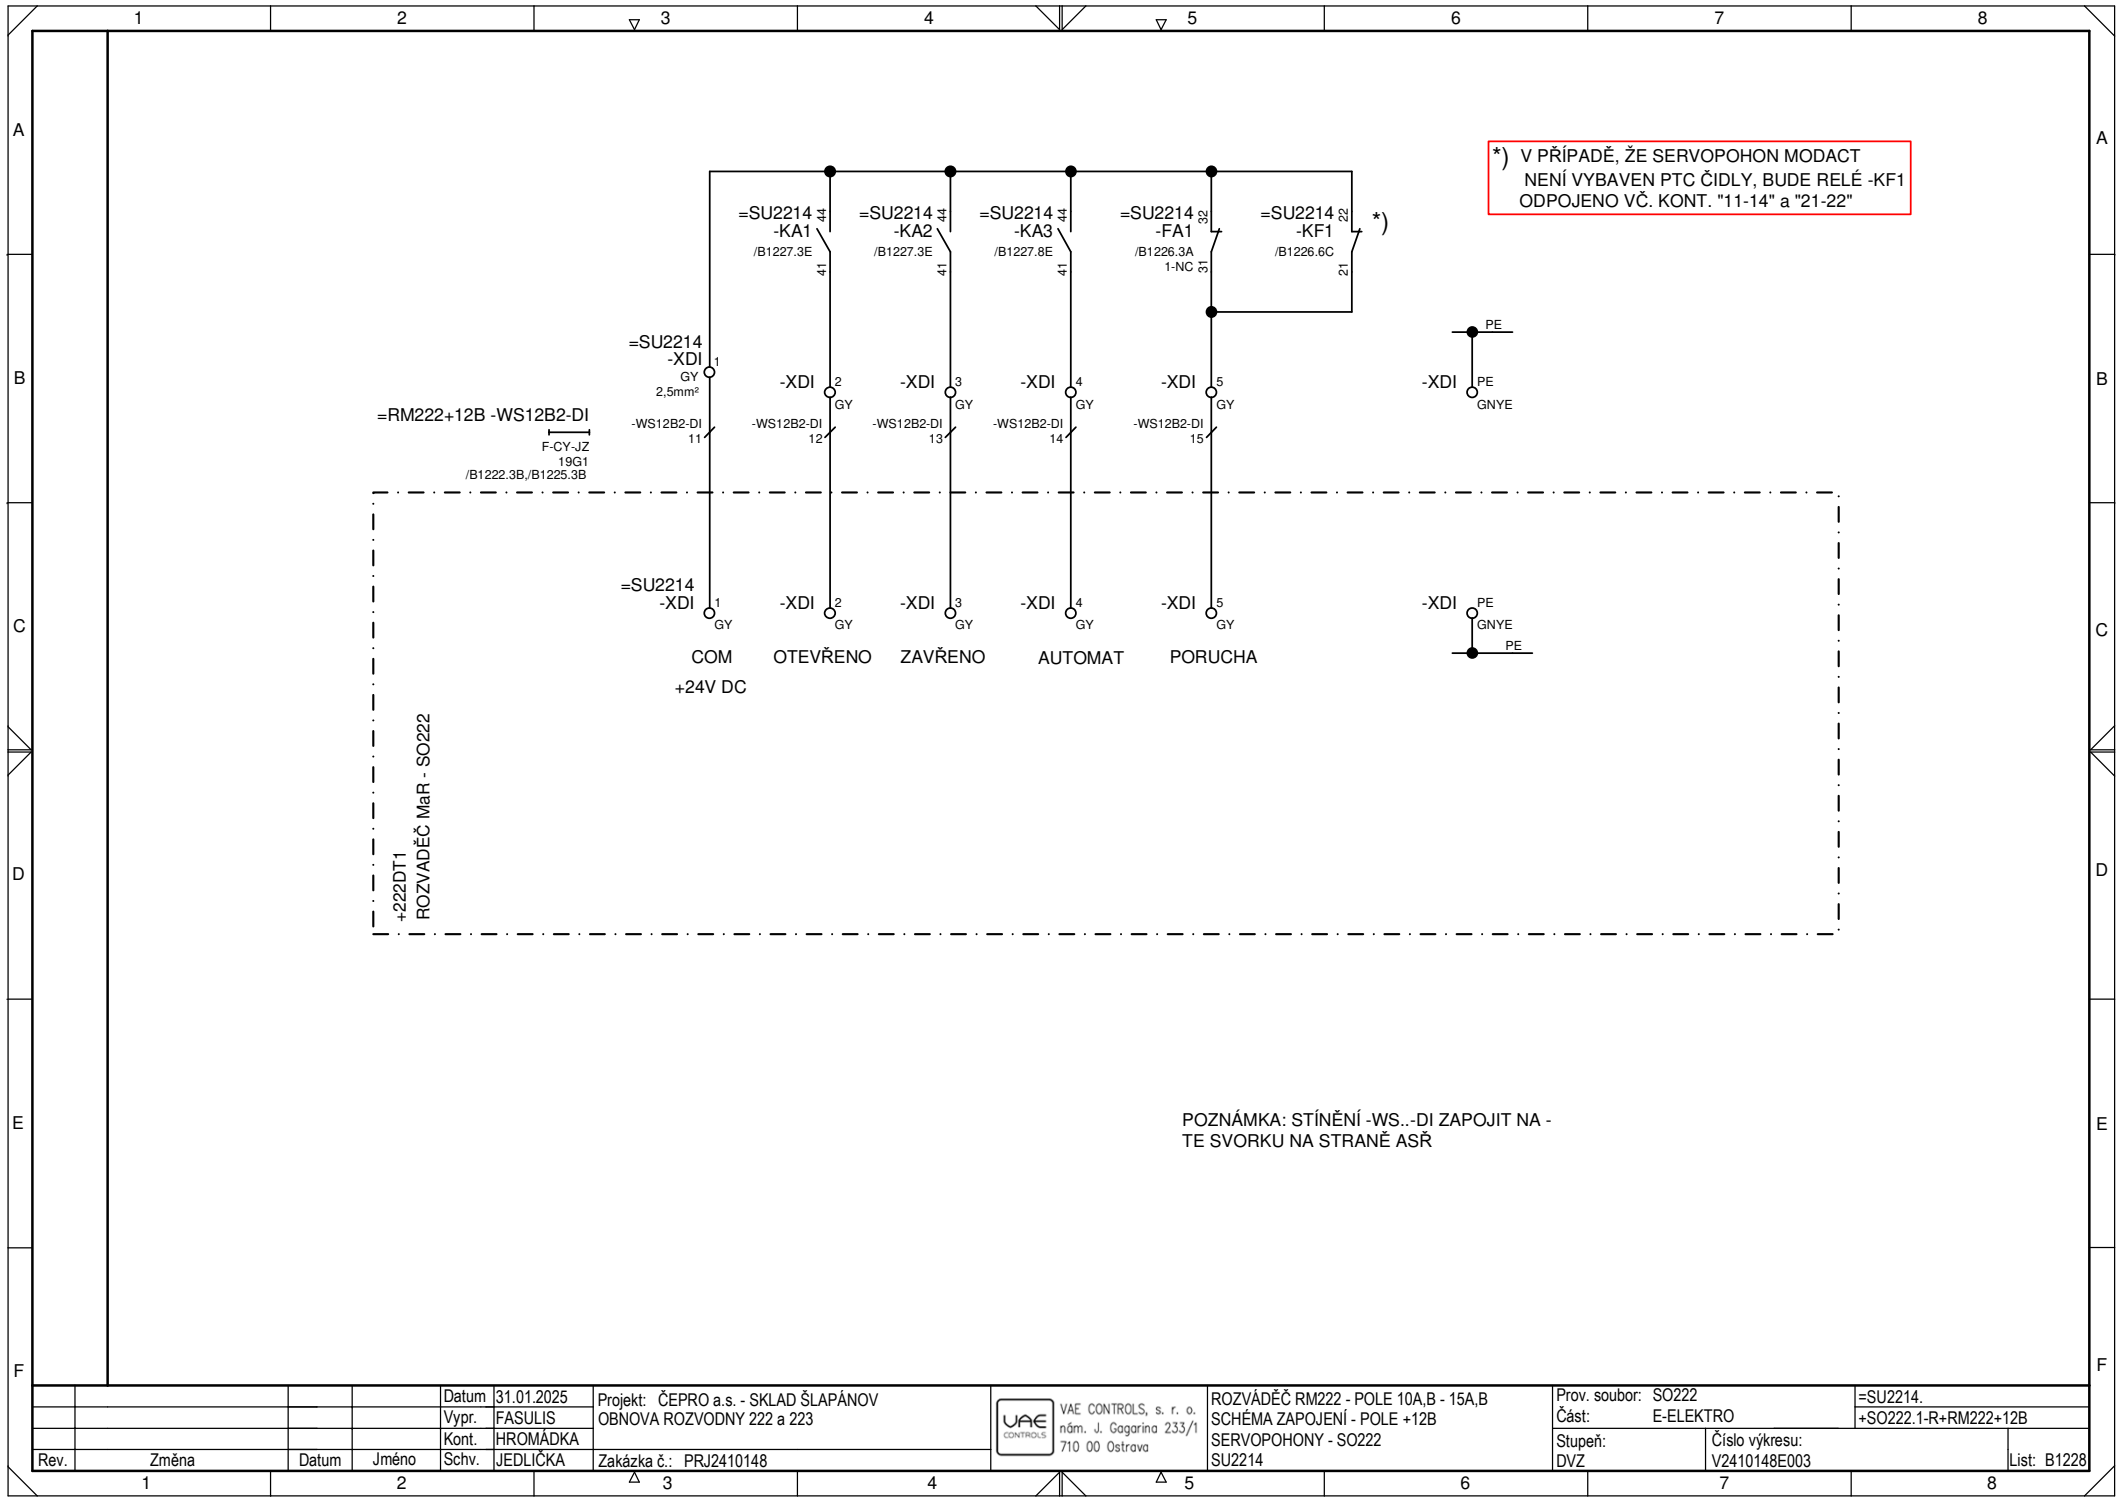 1 2 3 4 5 6 7 8
A A
*) V PŘÍPADĚ, ŽE SERVOPOHON MODACT
NENÍ VYBAVEN PTC ČIDLY, BUDE RELÉ -KF1
ODPOJENO VČ. KONT. "11-14" a "21-22"
=SU2214 44 =SU2214 44 =SU2214 44 =SU2214 32 =SU2214 22 *)
-KA1 -KA2 -KA3 -FA1 -KF1
/B1227.3E /B1227.3E /B1227.8E /B1226.3A /B1226.6C
41 41 41 1-NC 31 21
PE
=SU2214
-XDI 1
GY
2,5mm²
B B
-XDI 2 -XDI 3 -XDI 4 -XDI 5 -XDI PE
GY GY GY GY GNYE
=RM222+12B -WS12B2-DI
-WS12B2-DI -WS12B2-DI -WS12B2-DI -WS12B2-DI -WS12B2-DI
11 12 13 14 15
F-CY-JZ
19G1
/B1222.3B,/B1225.3B
=SU2214
-XDI 1 -XDI 2 -XDI 3 -XDI 4 -XDI 5 -XDI PE
GY GY GY GY GY GNYE
C C
PE
COM OTEVŘENO ZAVŘENO AUTOMAT PORUCHA
+24V DC
+222DT1
ROZVADĚČ MaR - SO222
D D
E E
POZNÁMKA: STÍNĚNÍ -WS..-DI ZAPOJIT NA -
TE SVORKU NA STRANĚ ASŘ
F F
Datum 31.01.2025
Vypr. FASULIS
Kont. HROMÁDKA
Rev. Změna Datum Jméno Schv. JEDLIČKA
Projekt: ČEPRO a.s. - SKLAD ŠLAPÁNOV
OBNOVA ROZVODNY 222 a 223
Zakázka č.: PRJ2410148
VAE
CONTROLS
VAE CONTROLS, s. r. o.
nám. J. Gagarina 233/1
710 00 Ostrava
ROZVÁDĚČ RM222 - POLE 10A,B - 15A,B
SCHÉMA ZAPOJENÍ - POLE +12B
SERVOPOHONY - SO222
SU2214
Prov. soubor: SO222
Část: E-ELEKTRO
Stupeň:
DVZ
=SU2214.
+SO222.1-R+RM222+12B
Číslo výkresu:
V2410148E003
List: B1228
1 2 3 4 5 6 7 8